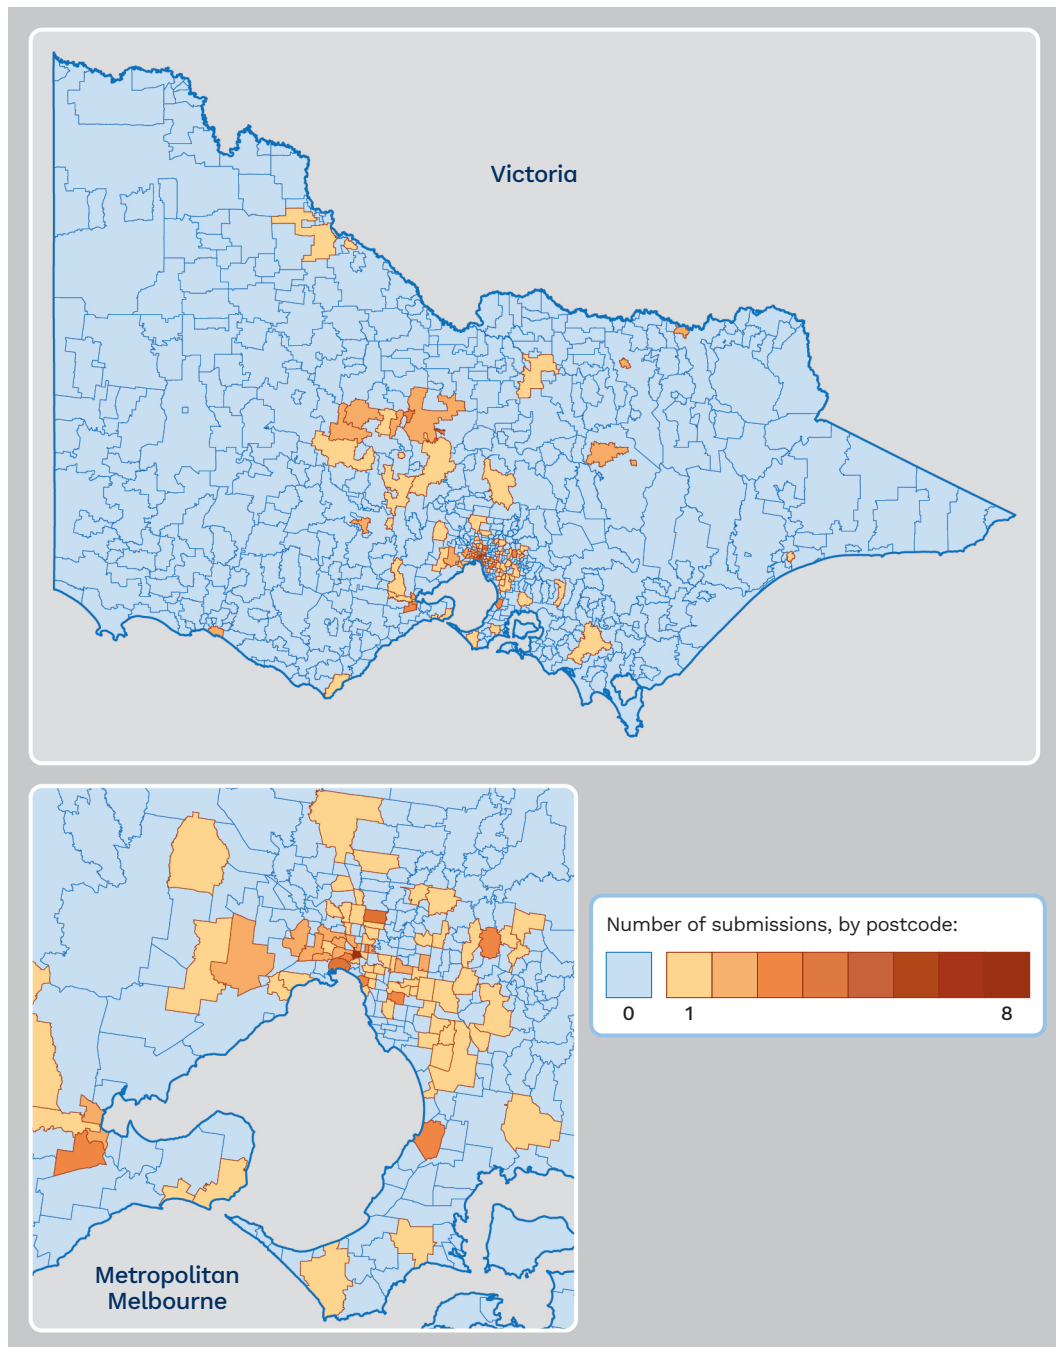 Victoria
Number of submissions, by postcode:
0 1 8
Metropolitan
Melbourne